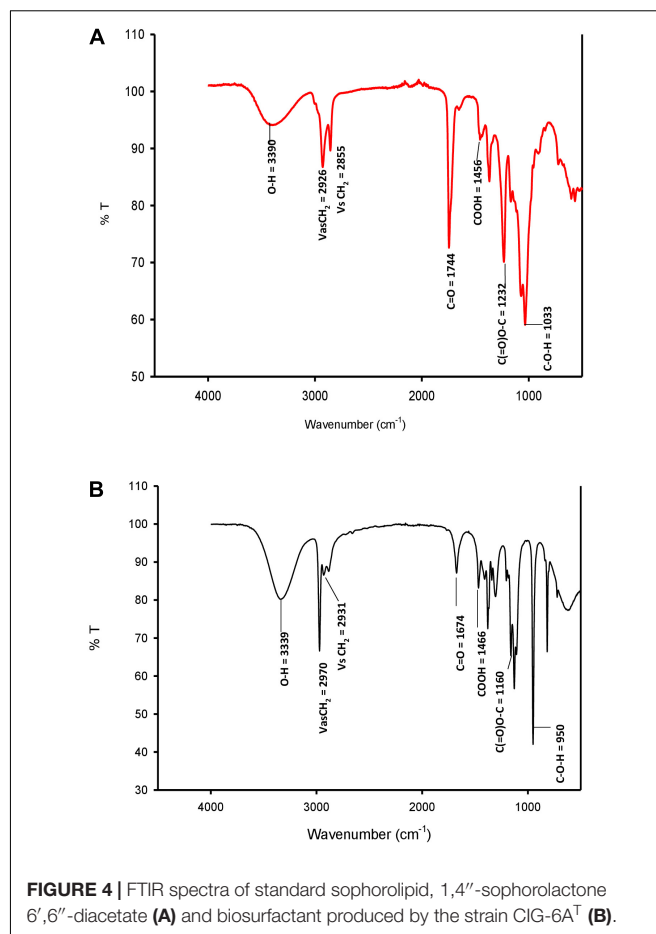 A
110
100
90
80
70
60
50
% T
O-H = 3390
VasCH2 = 2926
Vs CH2 = 2855
C=O = 1744
COOH = 1456
C(=O)O-C = 1232
C-O-H = 1033
4000 3000 2000 1000
Wavenumber (cm-1)
B
110
100
90
80
70
60
50
40
30
% T
O-H = 3339
VasCH2 = 2970
Vs CH2 = 2931
C=O = 1674
COOH = 1466
C(=O)O-C = 1160
C-O-H = 950
4000 3000 2000 1000
Wavenumber (cm-1)
FIGURE 4 | FTIR spectra of standard sophorolipid, 1,4″-sophorolactone
6′,6″-diacetate (A) and biosurfactant produced by the strain CIG-6AT (B).